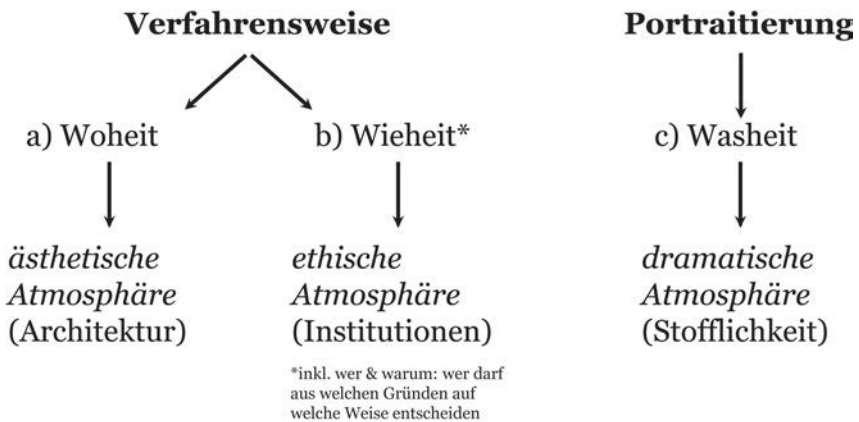 Verfahrensweise
Portraitierung
a) Woheit
b) Wieheit*
c) Washeit
ästhetische
Atmosphäre
(Architektur)
ethische
Atmosphäre
(Institutionen)
*inkl. wer & warum: wer darf
aus welchen Gründen auf
welche Weise entscheiden
dramatische
Atmosphäre
(Stofflichkeit)